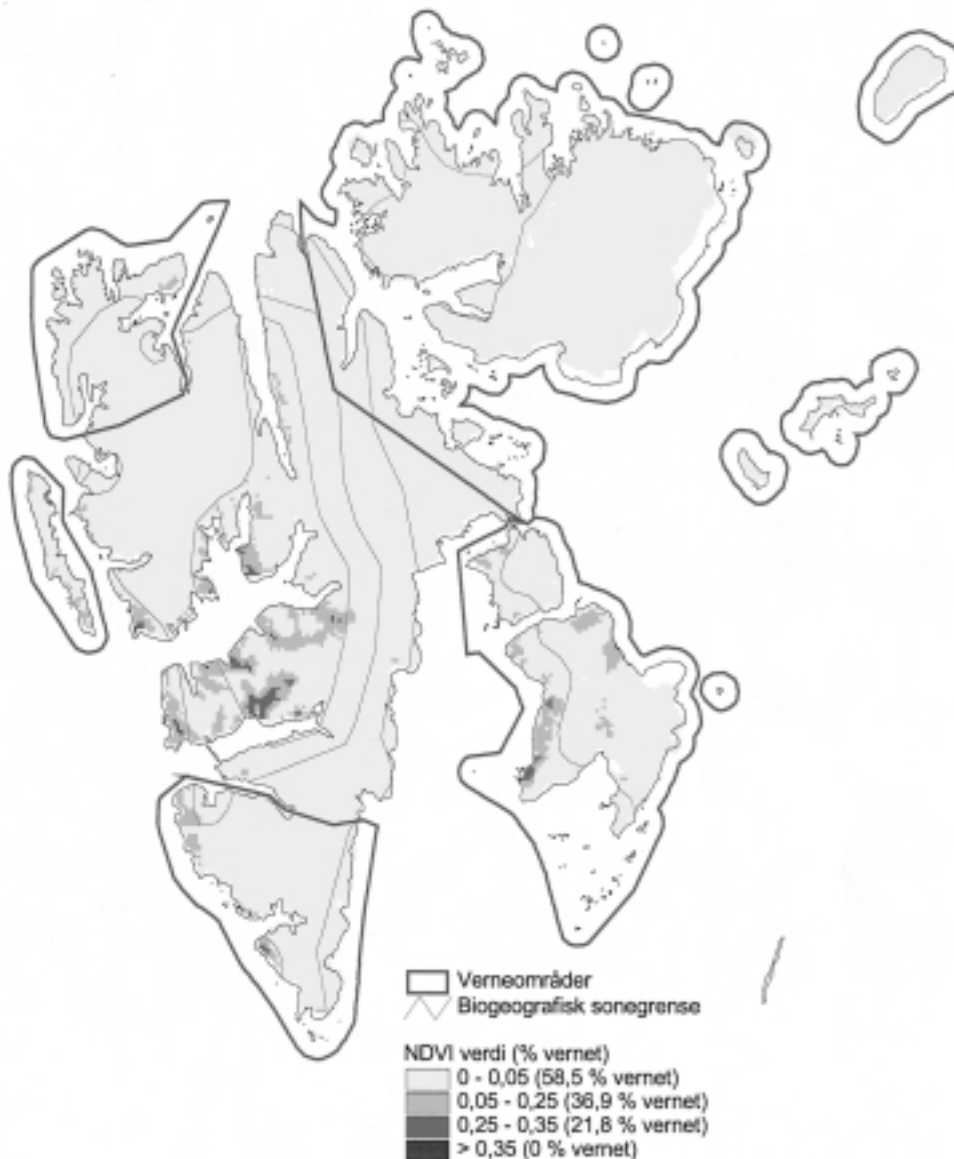 Verneområder
Biogeografisk sonegrense
NDVI verdi (% vernet)
0 - 0,05 (58,5 % vernet)
0,05 - 0,25 (36,9 % vernet)
0,25 - 0,35 (21,8 % vernet)
> 0,35 (0 % vernet)